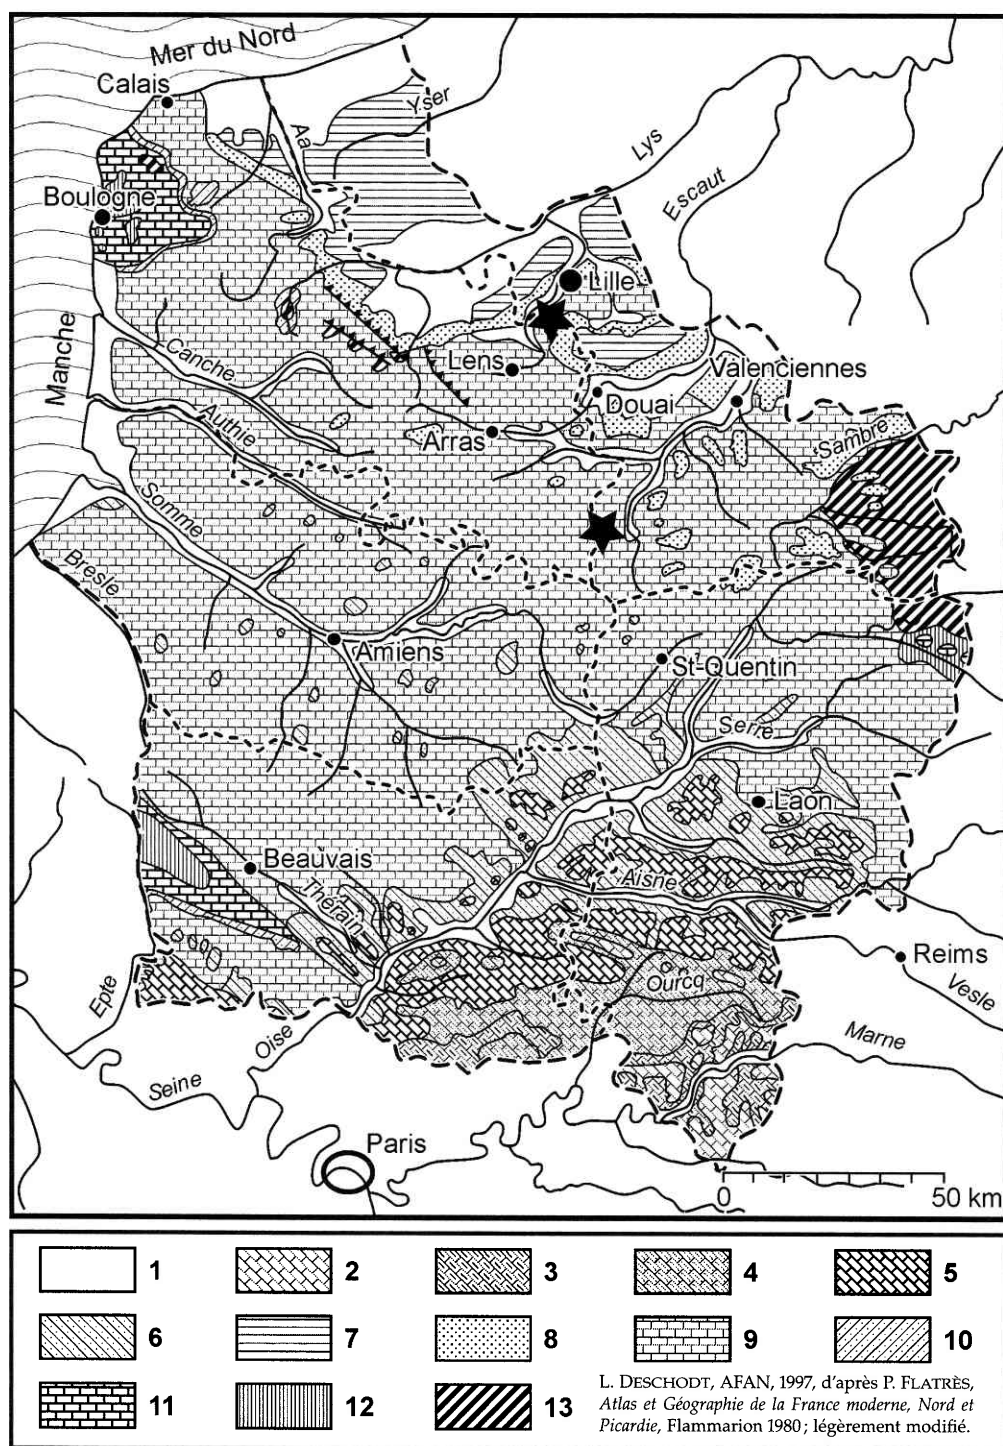 Mer du Nord
Calais
Yser
Aa
Lys
Escaut
Boulogne
Lille
Manche
Canche
Lens
Valenciennes
Douai
Authie
Arras
Sambre
Somme
Bresle
Amiens
St-Quentin
Serre
Laon
Beauvais
Aisne
Thérain
Reims
Ourcq
Vesle
Epte
Oise
Marne
Seine
Paris
0 50 km
1 2 3 4 5
6 7 8 9 10
11 12 13
L. DESCHODT, AFAN, 1997, d'après P. FLATRÈS,
Atlas et Géographie de la France moderne, Nord et
Picardie, Flammarion 1980; légèrement modifié.